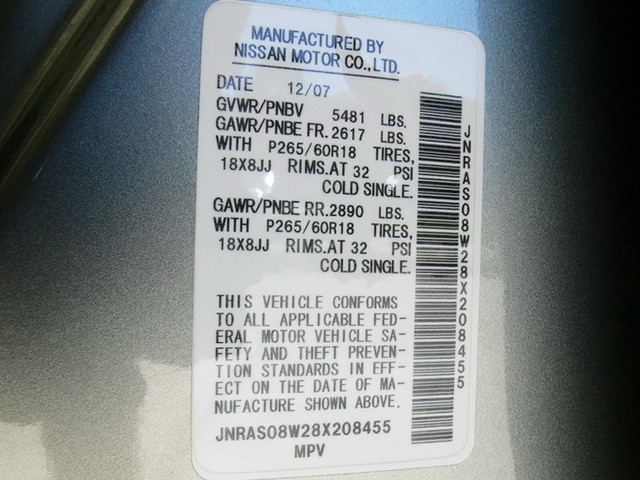 MANUFACTURED BY
NISSAN MOTOR CO.,LTD.
DATE 12/07
GVWR/PNBV 5481 LBS.
GAWR/PNBE FR. 2617 LBS.
WITH P265/60R18 TIRES,
18X8JJ RIMS.AT 32 PSI
COLD SINGLE.
GAWR/PNBE RR. 2890 LBS.
WITH P265/60R18 TIRES,
18X8JJ RIMS.AT 32 PSI
COLD SINGLE.
THIS VEHICLE CONFORMS
TO ALL APPLICABLE FED-
ERAL MOTOR VEHICLE SA-
FETY AND THEFT PREVEN-
TION STANDARDS IN EFF-
ECT ON THE DATE OF MA-
NUFACTURE SHOWN ABOVE.
JNRAS08W28X208455
MPV
JNRAS08W28X208455